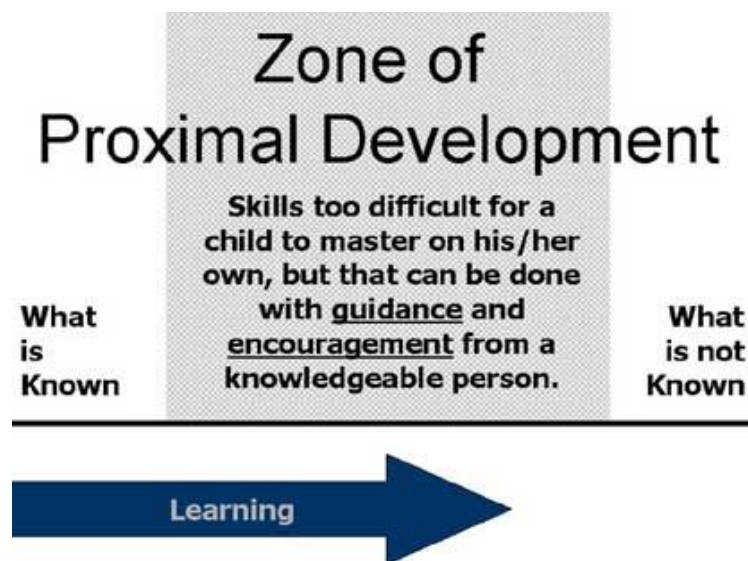 Zone of
Proximal Development
Skills too difficult for a
child to master on his/her
own, but that can be done
with guidance and
encouragement from a
knowledgeable person.
What
is
Known
What
is not
Known
Learning